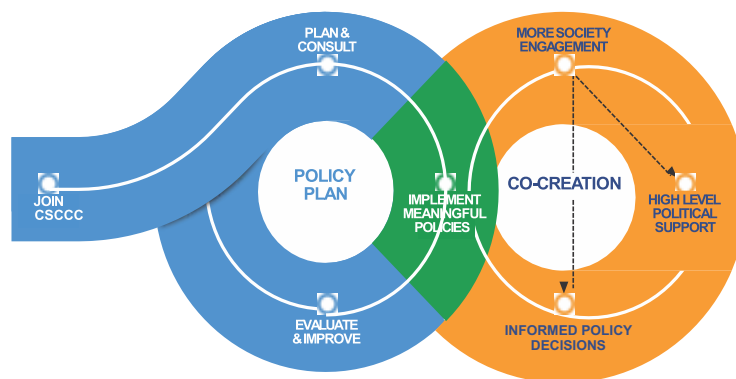 PLAN &
CONSULT
MORE SOCIETY
ENGAGEMENT
POLICY
PLAN
CO-CREATION
JOIN
CSCCC
IMPLEMENT
MEANINGFUL
POLICIES
HIGH LEVEL
POLITICAL
SUPPORT
EVALUATE
& IMPROVE
INFORMED POLICY
DECISIONS